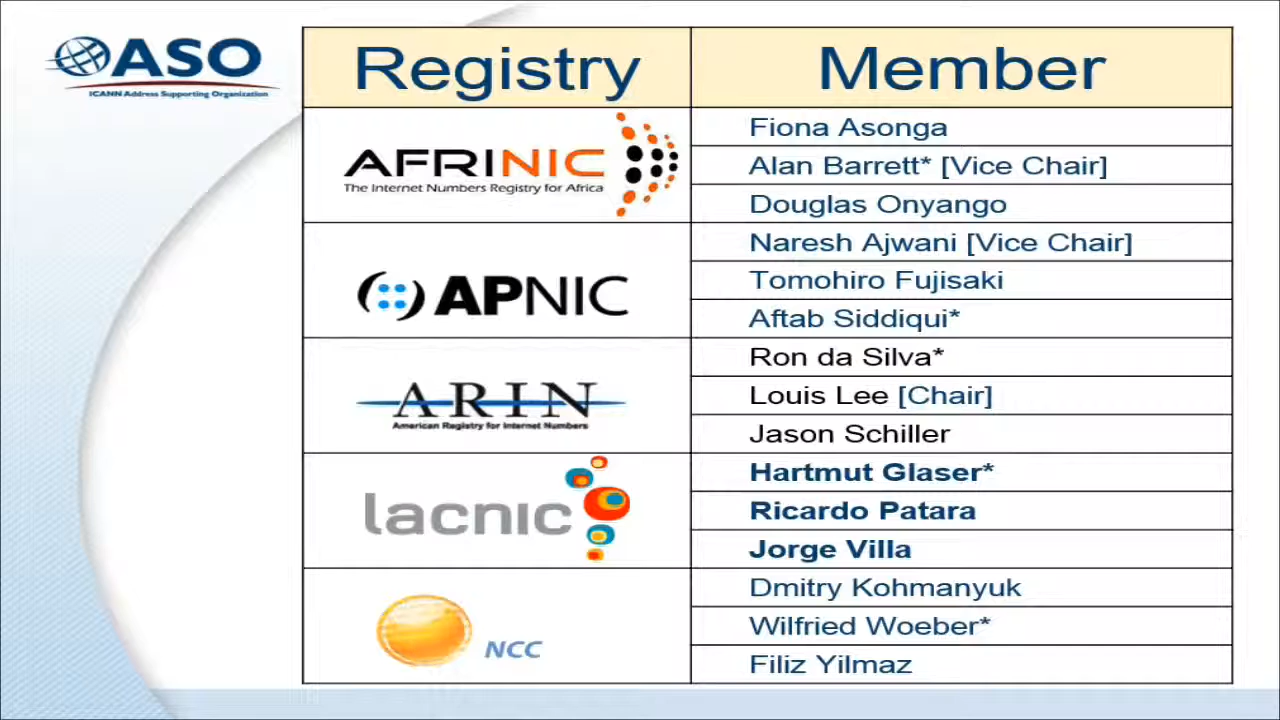 ASO
ICANN Address Supporting Organization
Registry
Member
AFRINIC
The Internet Numbers Registry for Africa
Fiona Asonga
Alan Barrett* [Vice Chair]
Douglas Onyango
APNIC
Naresh Ajwani [Vice Chair]
Tomohiro Fujisaki
Aftab Siddiqui*
ARIN
American Registry for Internet Numbers
Ron da Silva*
Louis Lee [Chair]
Jason Schiller
lacnic
Hartmut Glaser*
Ricardo Patara
Jorge Villa
NCC
Dmitry Kohmanyuk
Wilfried Woeber*
Filiz Yilmaz